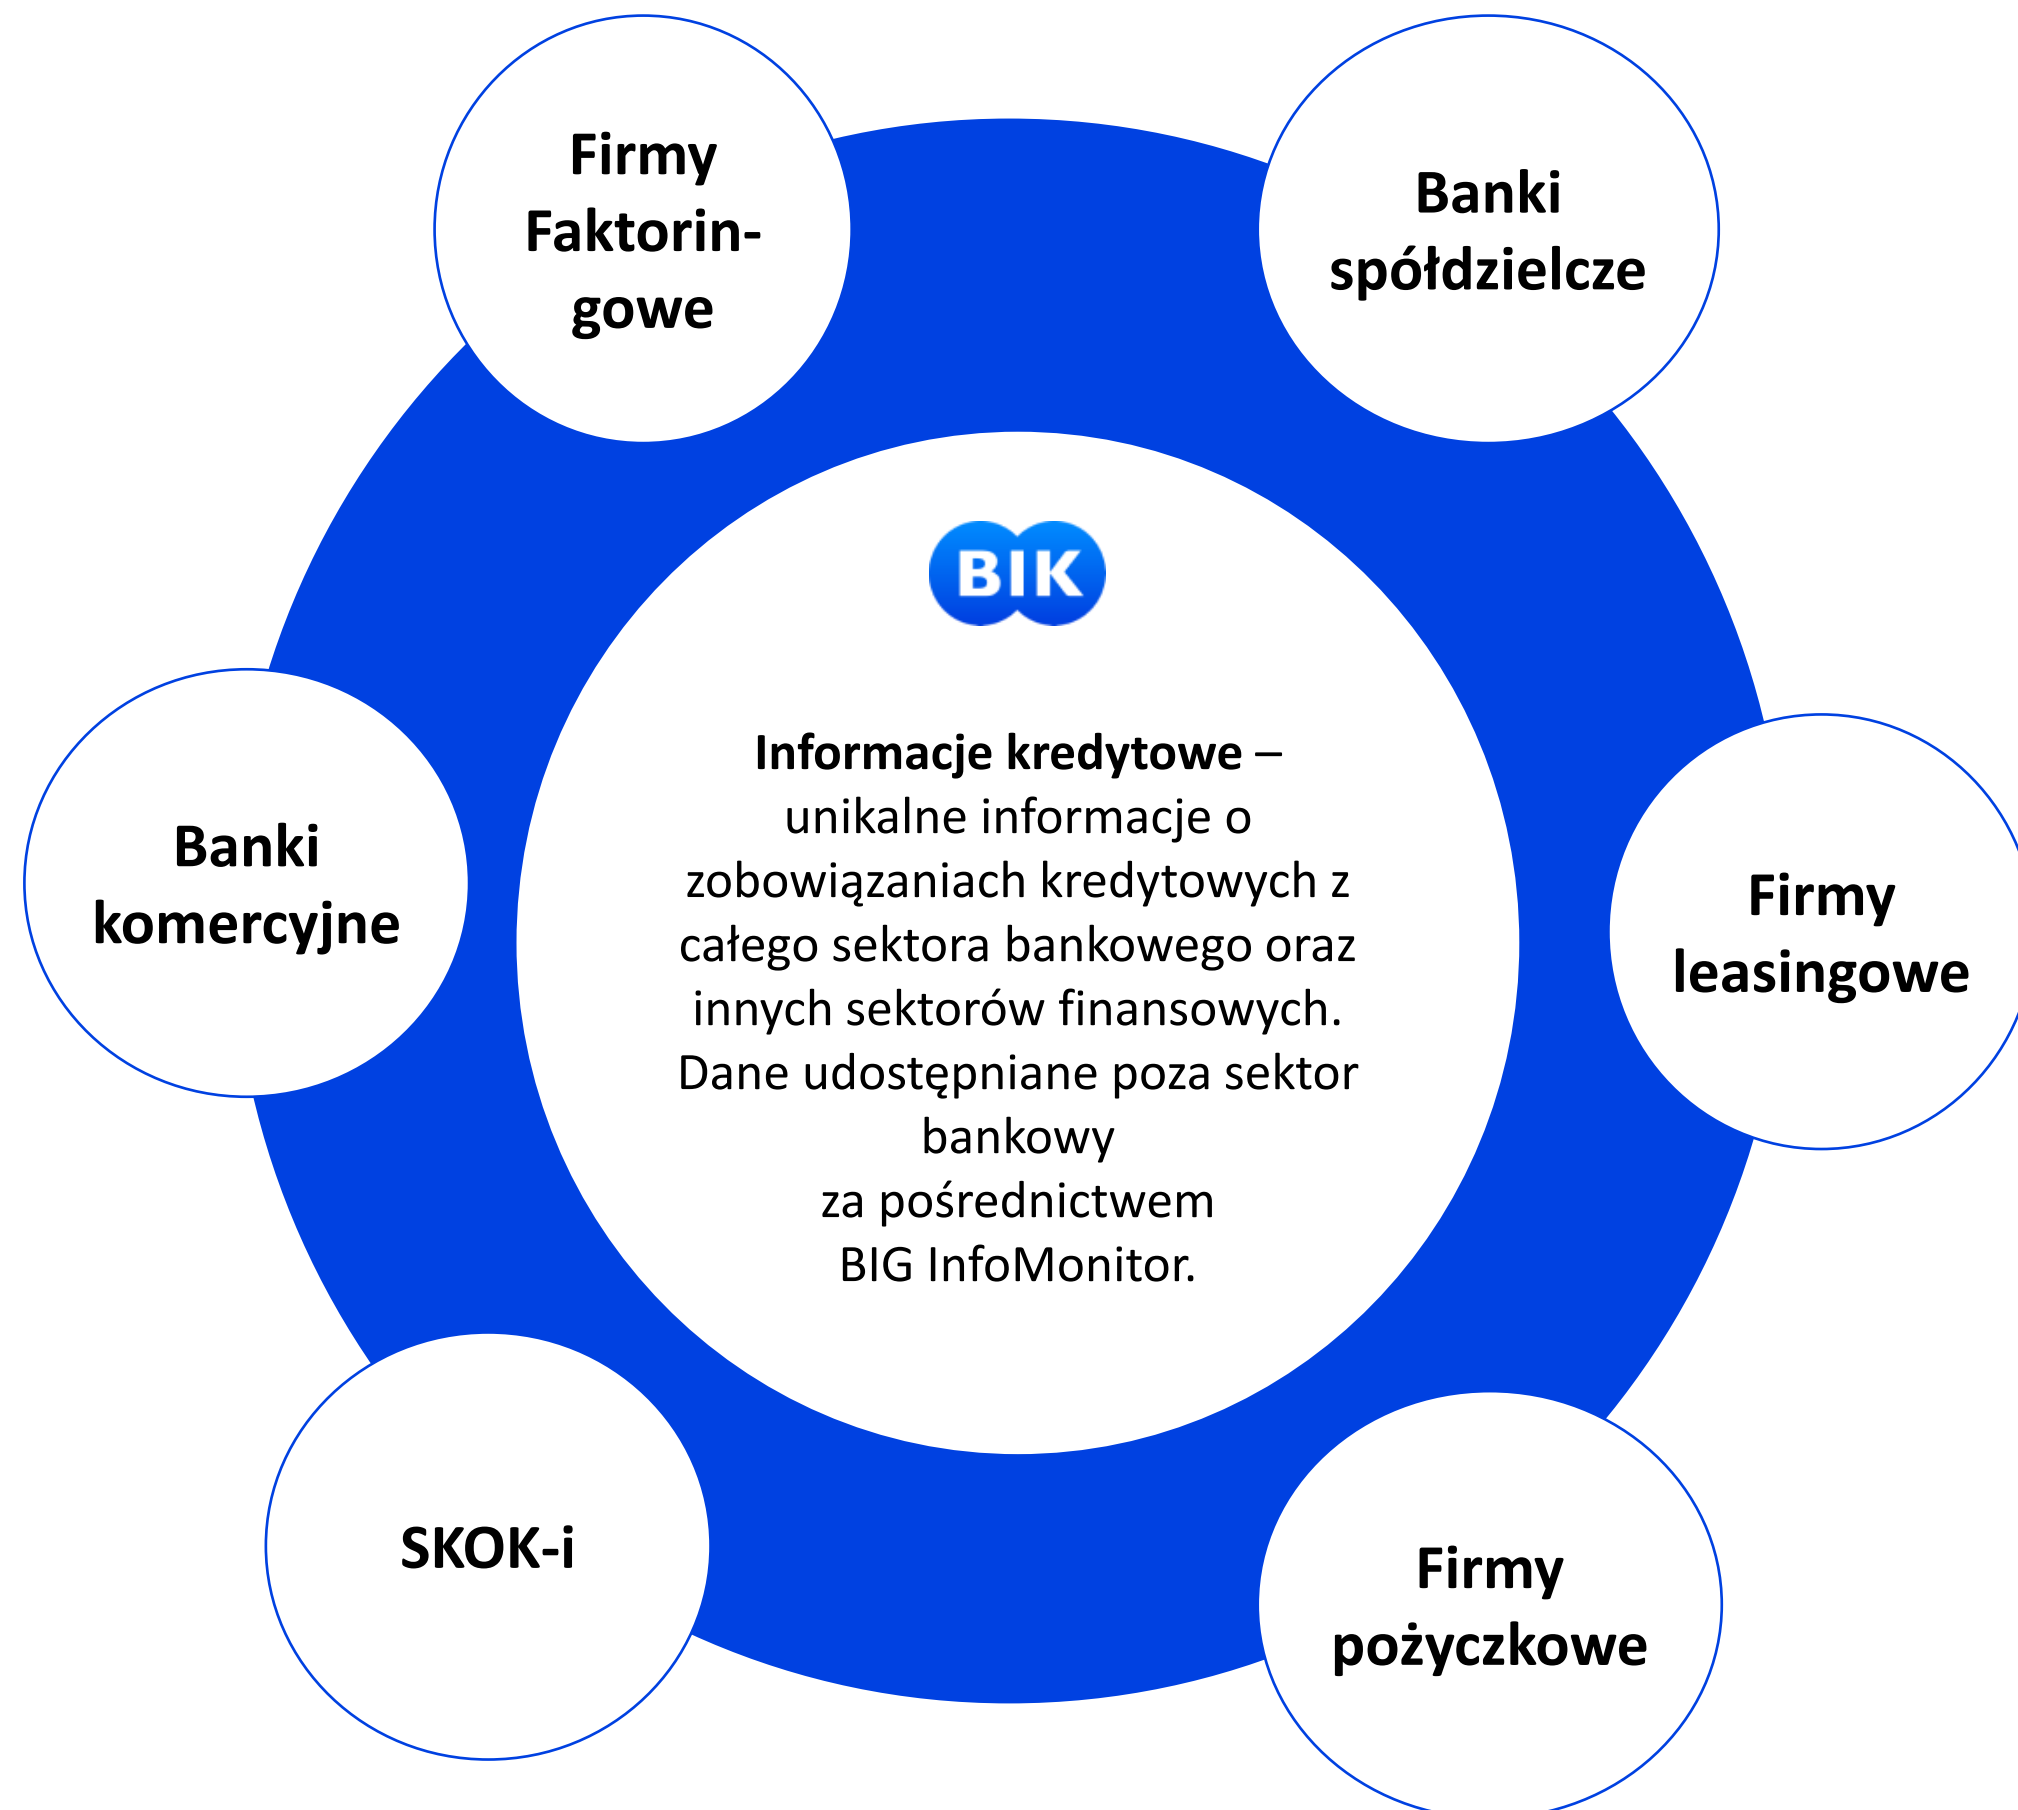 Firmy
Faktorin-
gowe
Banki
spółdzielcze
BIK
Informacje kredytowe –
unikalne informacje o
zobowiązaniach kredytowych z
całego sektora bankowego oraz
innych sektorów finansowych.
Dane udostępniane poza sektor
bankowy
za pośrednictwem
BIG InfoMonitor.
Banki
komercyjne
Firmy
leasingowe
SKOK-i
Firmy
pożyczkowe